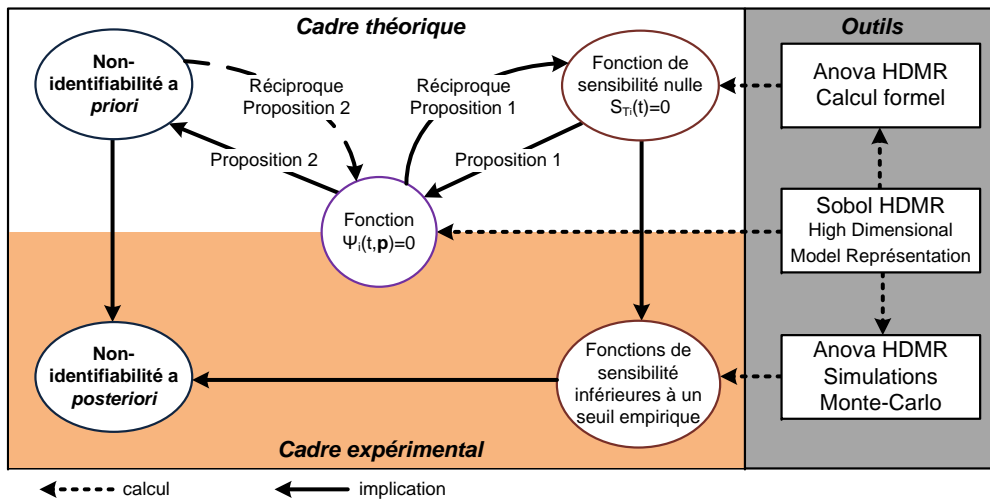 Cadre théorique
Outils
Non-
identifiabilité a
priori
Réciproque
Proposition 2
Réciproque
Proposition 1
Fonction de
sensibilité nulle
S_Ti(t)=0
Anova HDMR
Calcul formel
Proposition 2
Proposition 1
Fonction
Ψ_i(t,p)=0
Sobol HDMR
High Dimensional
Model Représentation
Non-
identifiabilité a
posteriori
Fonctions de
sensibilité
inférieures à un
seuil empirique
Anova HDMR
Simulations
Monte-Carlo
Cadre expérimental
calcul
implication